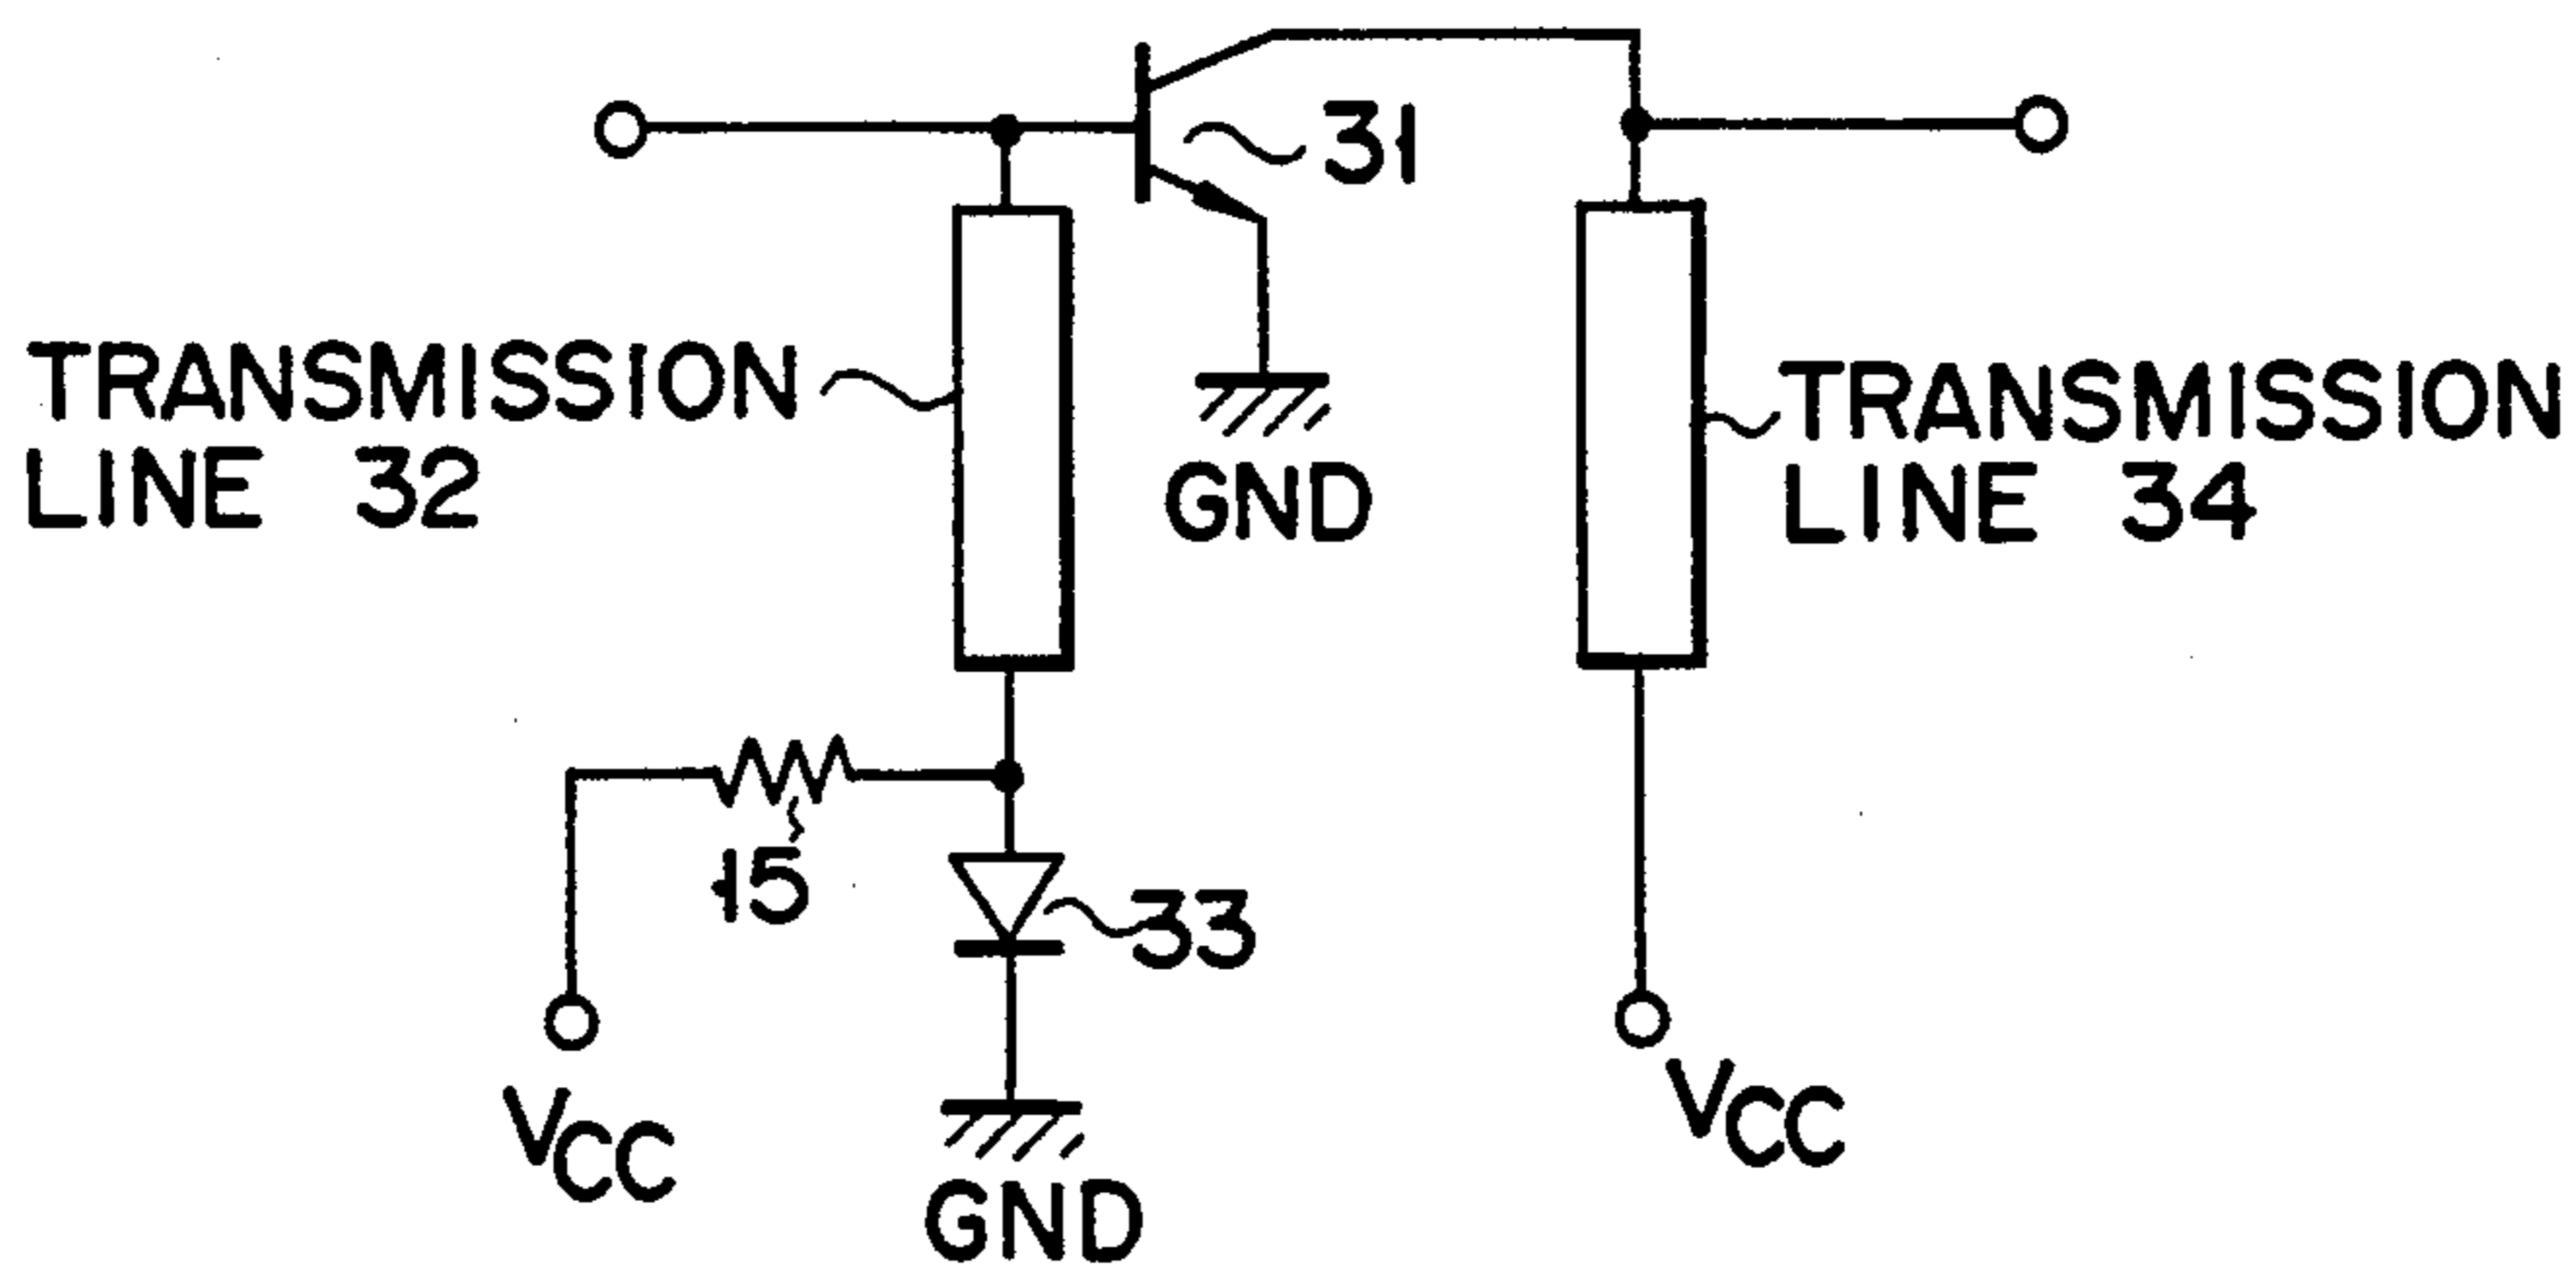 31
TRANSMISSION
LINE 32
GND
TRANSMISSION
LINE 34
15
33
VCC
VCC
GND